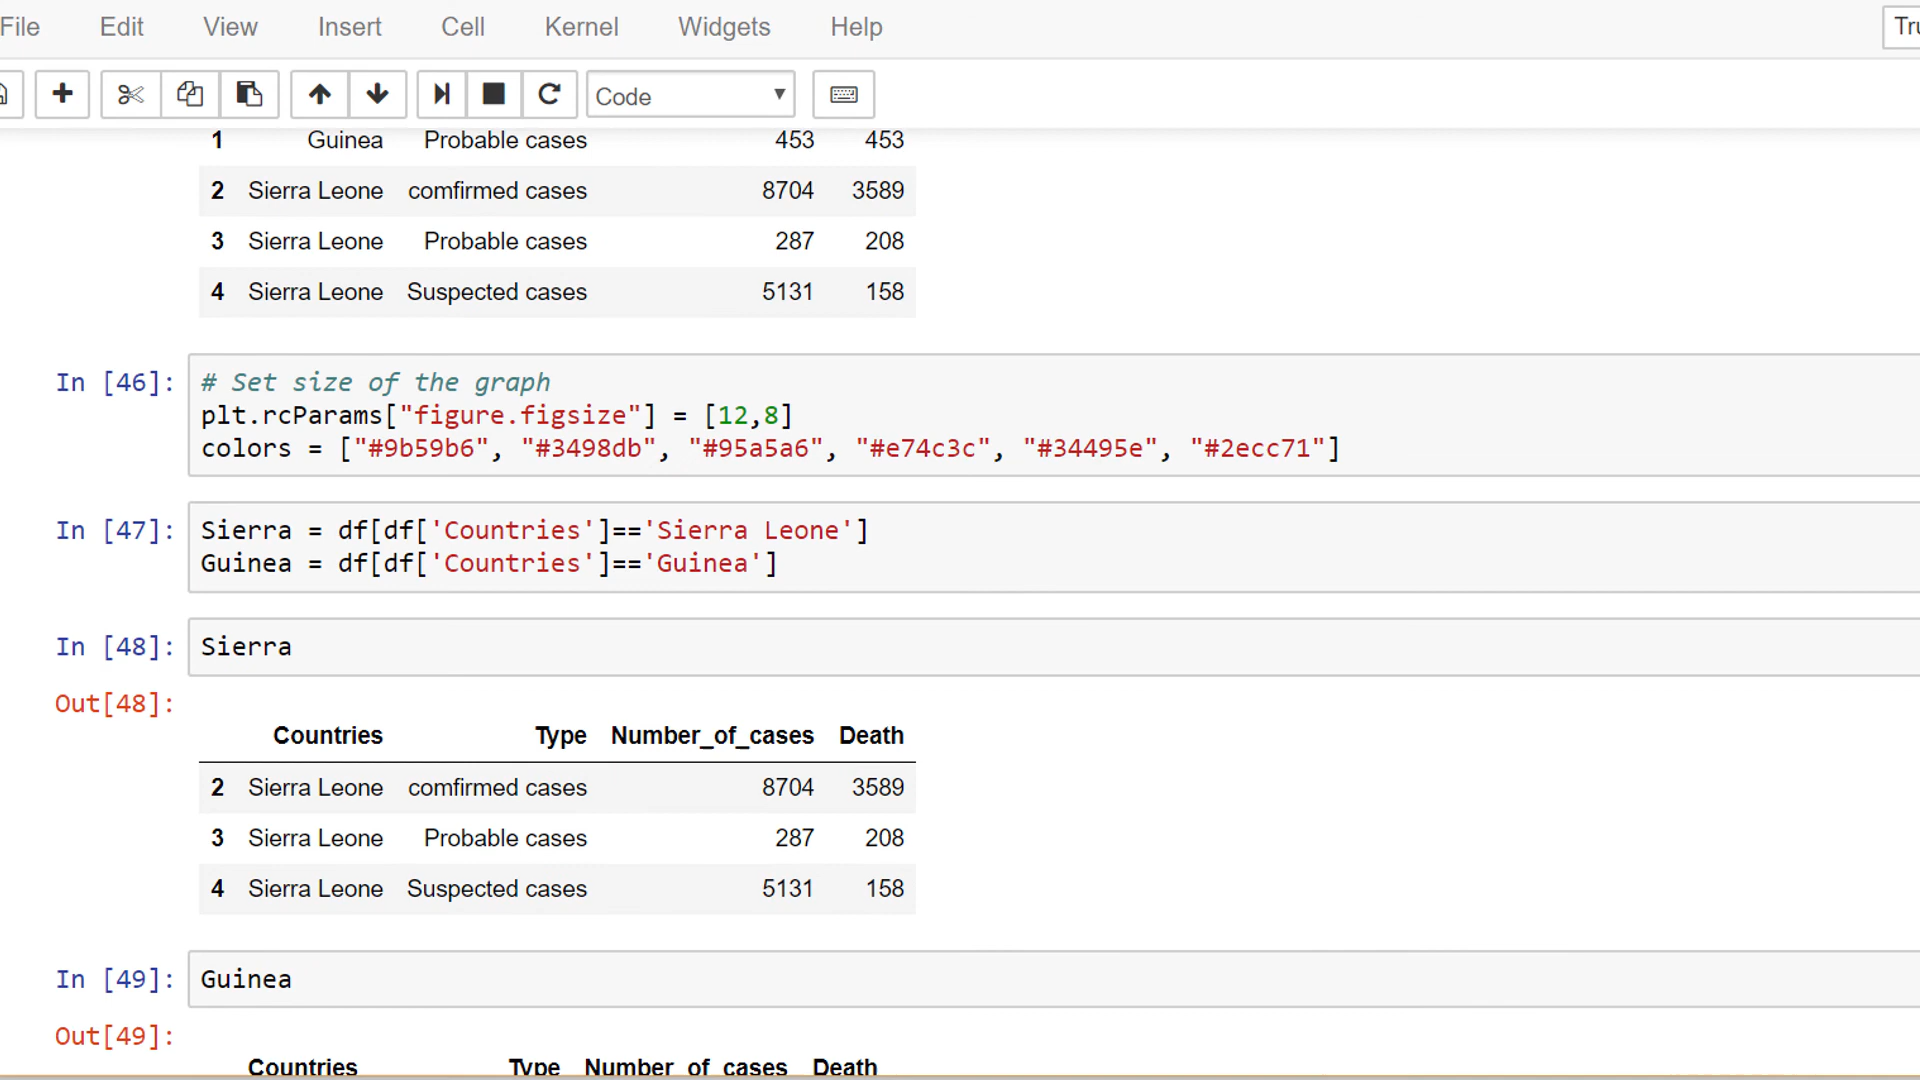 File Edit View Insert Cell Kernel Widgets Help
Code
1 Guinea Probable cases 453 453
2 Sierra Leone comfirmed cases 8704 3589
3 Sierra Leone Probable cases 287 208
4 Sierra Leone Suspected cases 5131 158
In [46]: # Set size of the graph
plt.rcParams["figure.figsize"] = [12,8]
colors = ["#9b59b6", "#3498db", "#95a5a6", "#e74c3c", "#34495e", "#2ecc71"]
In [47]: Sierra = df[df['Countries']=='Sierra Leone']
Guinea = df[df['Countries']=='Guinea']
In [48]: Sierra
Out[48]:
Countries Type Number_of_cases Death
2 Sierra Leone comfirmed cases 8704 3589
3 Sierra Leone Probable cases 287 208
4 Sierra Leone Suspected cases 5131 158
In [49]: Guinea
Out[49]:
Countries Type Number_of_cases Death